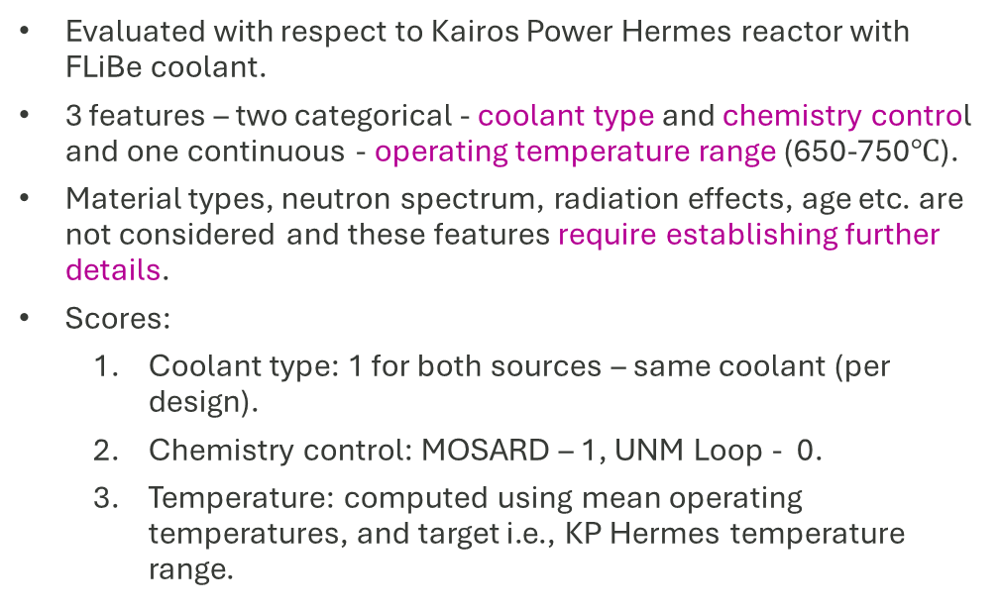 • Evaluated with respect to Kairos Power Hermes reactor with
FLiBe coolant.
• 3 features – two categorical - coolant type and chemistry control
and one continuous - operating temperature range (650-750℃).
• Material types, neutron spectrum, radiation effects, age etc. are
not considered and these features require establishing further
details.
• Scores:
1. Coolant type: 1 for both sources – same coolant (per
design).
2. Chemistry control: MOSARD – 1, UNM Loop - 0.
3. Temperature: computed using mean operating
temperatures, and target i.e., KP Hermes temperature
range.